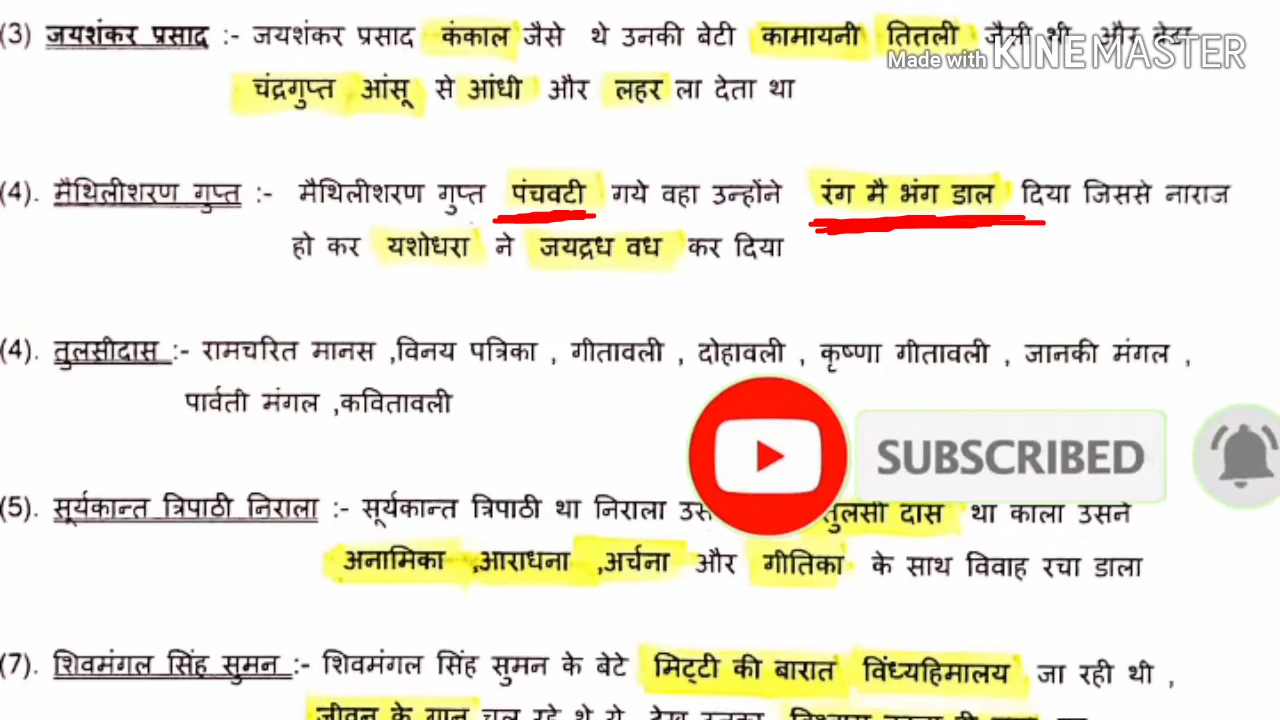 (3) जयशंकर प्रसाद :- जयशंकर प्रसाद कंकाल जैसे थे उनकी बेटी कामायनी तितली जैसी थी और बेटा
Made with KINEMASTER
चंद्रगुप्त आंसू से आंधी और लहर ला देता था
(4). मैथिलीशरण गुप्त :- मैथिलीशरण गुप्त पंचवटी गये वहा उन्होंने रंग मै भंग डाल दिया जिससे नाराज
हो कर यशोधरा ने जयद्रध वध कर दिया
(4). तुलसीदास :- रामचरित मानस ,विनय पत्रिका , गीतावली , दोहावली , कृष्णा गीतावली , जानकी मंगल ,
पार्वती मंगल ,कवितावली
SUBSCRIBED
(5). सूर्यकान्त त्रिपाठी निराला :- सूर्यकान्त त्रिपाठी था निराला तुलसी दास था काला उसने
अनामिका ,आराधना ,अर्चना और गीतिका के साथ विवाह रचा डाला
(7). शिवमंगल सिंह सुमन :- शिवमंगल सिंह सुमन के बेटे मिट्टी की बारात विंध्यहिमालय जा रही थी ,
जीवन के गान चल रहे थे